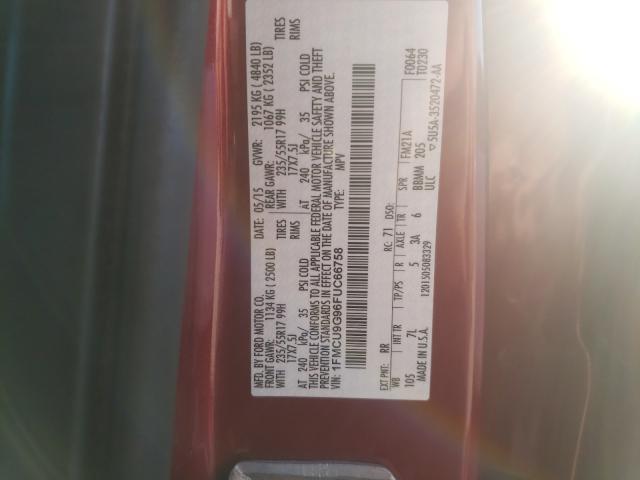 MFD. BY FORD MOTOR CO.
DATE: 05/15 GVWR: 2195 KG ( 4840 LB)
FRONT GAWR: 1134 KG ( 2500 LB) REAR GAWR: 1067 KG ( 2352 LB)
WITH 235/55R17 99H TIRES WITH 235/55R17 99H TIRES
17X7.5J RIMS 17X7.5J RIMS
AT 240 kPa/ 35 PSI COLD AT 240 kPa/ 35 PSI COLD
THIS VEHICLE CONFORMS TO ALL APPLICABLE FEDERAL MOTOR VEHICLE SAFETY AND THEFT
PREVENTION STANDARDS IN EFFECT ON THE DATE OF MANUFACTURE SHOWN ABOVE.
VIN: 1FMCU9G96FUC66758 TYPE: MPV
EXT PNT: RR RC: 71 DSO: FM21A F0064
WB INT TR TP/PS R AXLE TR SPR T0230
105 7L 5 3A 6 BBMM 205
ULC
MADE IN U.S.A. 1201505083329 SU5A-3520472-AA